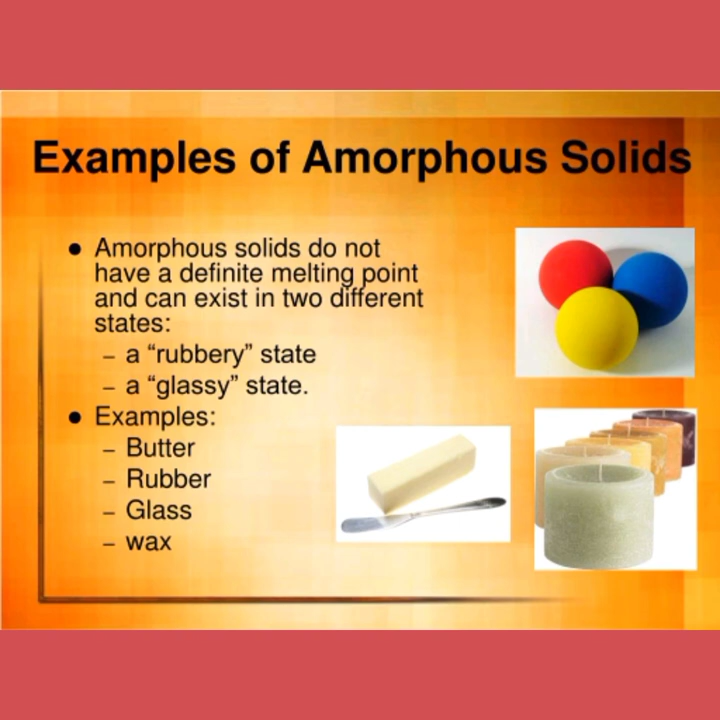 Examples of Amorphous Solids
● Amorphous solids do not
have a definite melting point
and can exist in two different
states:
– a “rubbery” state
– a “glassy” state.
● Examples:
– Butter
– Rubber
– Glass
– wax